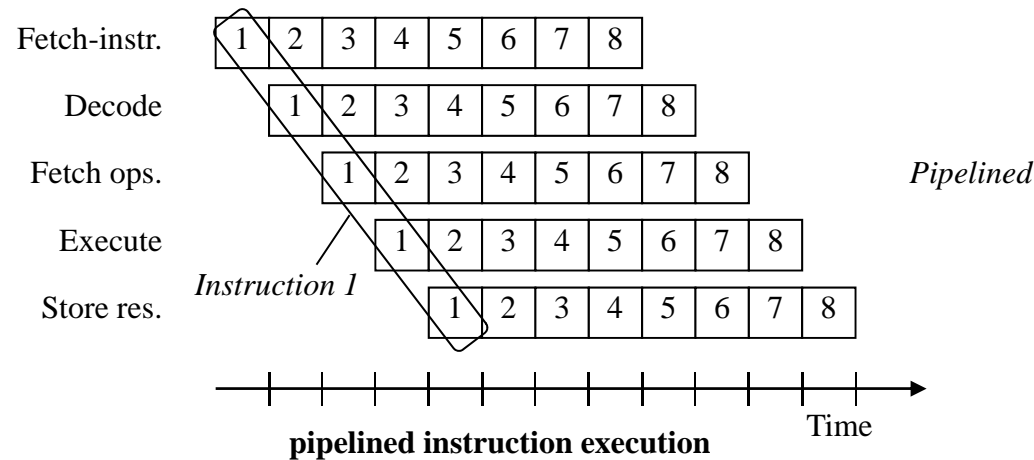 Fetch-instr. 1 2 3 4 5 6 7 8
Decode 1 2 3 4 5 6 7 8
Fetch ops. 1 2 3 4 5 6 7 8 Pipelined
Execute 1 2 3 4 5 6 7 8
Instruction 1
Store res. 1 2 3 4 5 6 7 8
Time
pipelined instruction execution